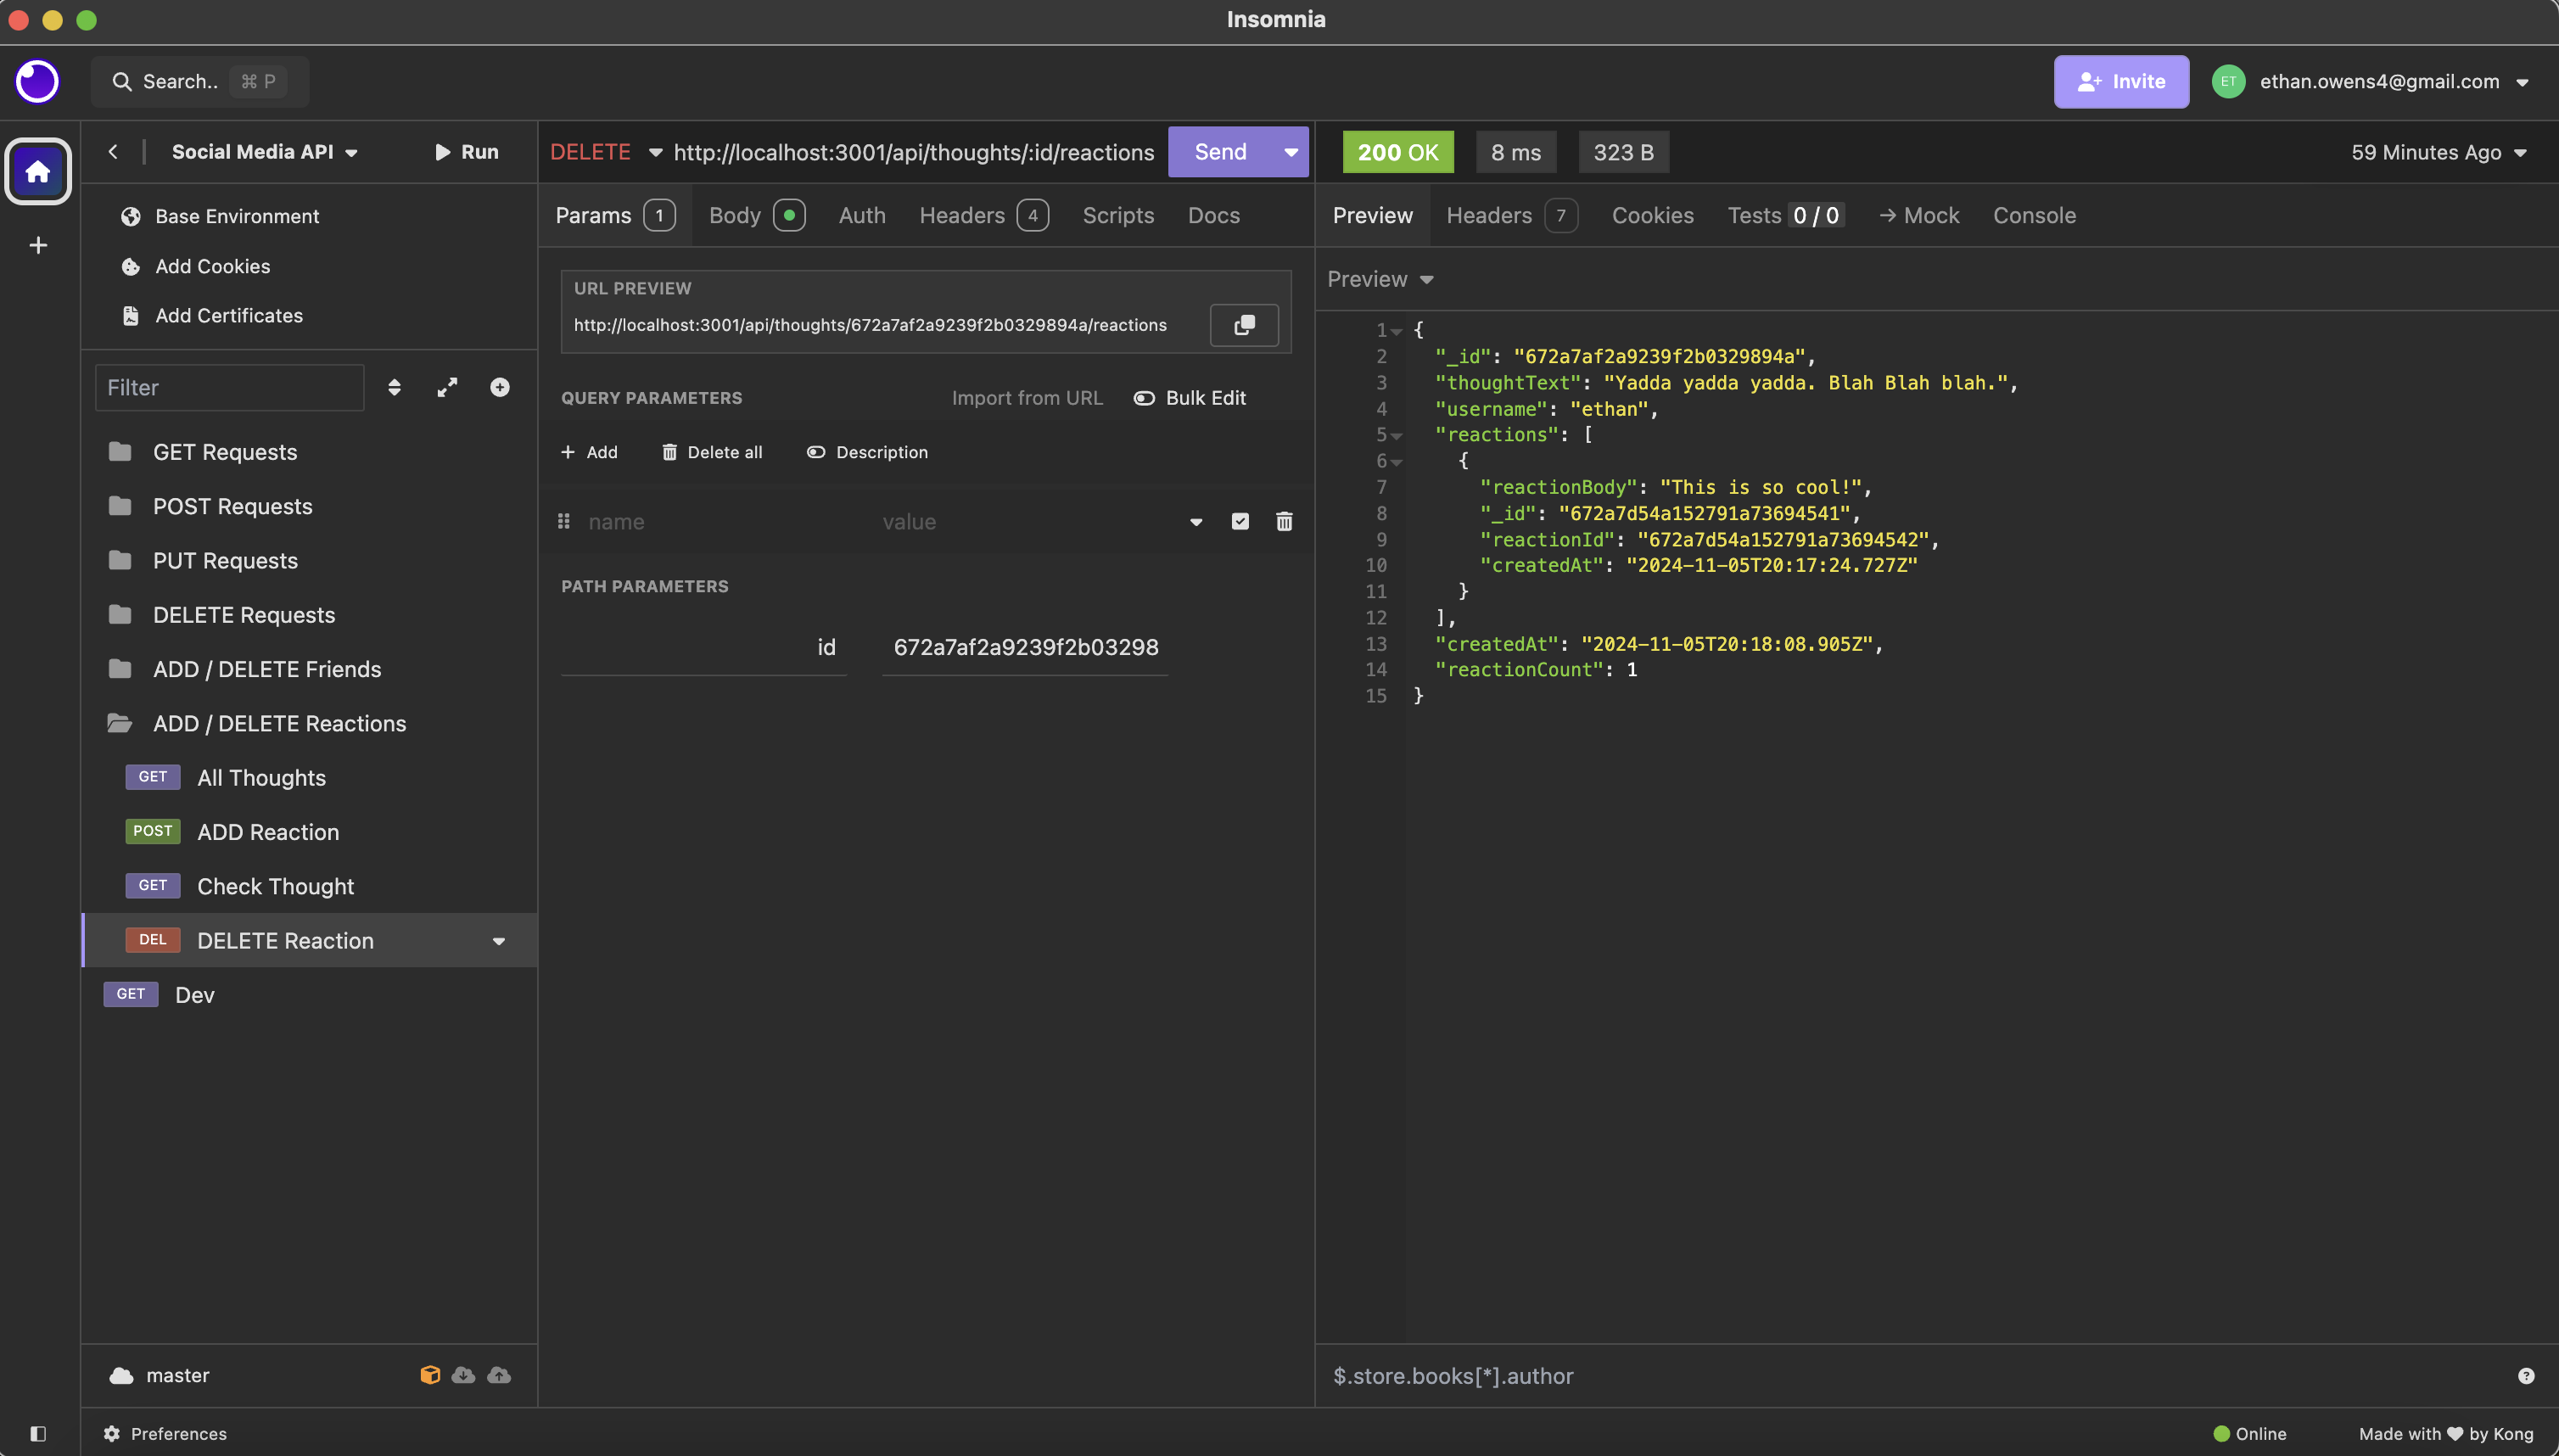 Insomnia
Search.. ⌘ P
Invite
ET ethan.owens4@gmail.com
Social Media API
Run
DELETE http://localhost:3001/api/thoughts/:id/reactions
Send
200 OK 8 ms 323 B
59 Minutes Ago
Base Environment
Add Cookies
Add Certificates
Filter
GET Requests
POST Requests
PUT Requests
DELETE Requests
ADD / DELETE Friends
ADD / DELETE Reactions
GET All Thoughts
POST ADD Reaction
GET Check Thought
DEL DELETE Reaction
GET Dev
master
Params 1 Body Auth Headers 4 Scripts Docs
URL PREVIEW
http://localhost:3001/api/thoughts/672a7af2a9239f2b0329894a/reactions
QUERY PARAMETERS Import from URL Bulk Edit
+ Add Delete all Description
name value
PATH PARAMETERS
id 672a7af2a9239f2b03298
Preview Headers 7 Cookies Tests 0 / 0 → Mock Console
Preview
1 {
2 "_id": "672a7af2a9239f2b0329894a",
3 "thoughtText": "Yadda yadda yadda. Blah Blah blah.",
4 "username": "ethan",
5 "reactions": [
6 {
7 "reactionBody": "This is so cool!",
8 "_id": "672a7d54a152791a73694541",
9 "reactionId": "672a7d54a152791a73694542",
10 "createdAt": "2024-11-05T20:17:24.727Z"
11 }
12 ],
13 "createdAt": "2024-11-05T20:18:08.905Z",
14 "reactionCount": 1
15 }
$.store.books[*].author
Preferences
Online
Made with ♥ by Kong